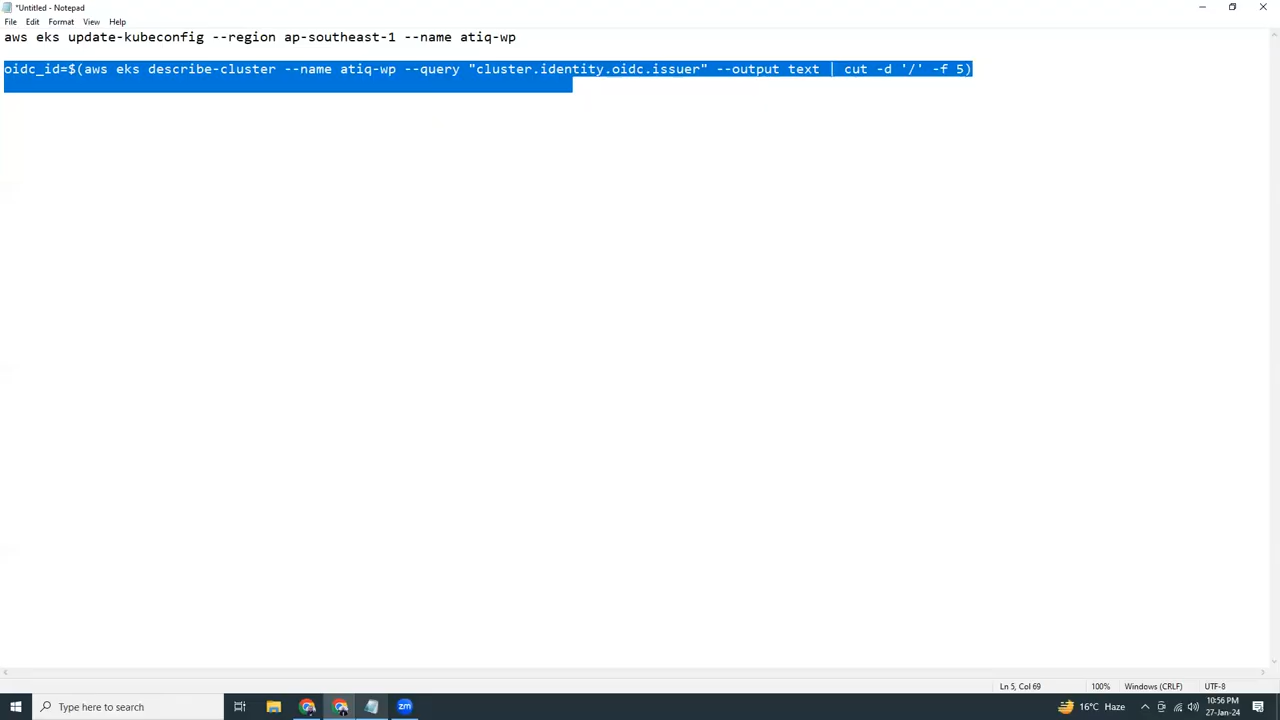 *Untitled - Notepad
File Edit Format View Help
aws eks update-kubeconfig --region ap-southeast-1 --name atiq-wp
oidc_id=$(aws eks describe-cluster --name atiq-wp --query "cluster.identity.oidc.issuer" --output text | cut -d '/' -f 5)
Ln 5, Col 69 100% Windows (CRLF) UTF-8
Type here to search
zm
16°C Haze
10:56 PM
27-Jan-24